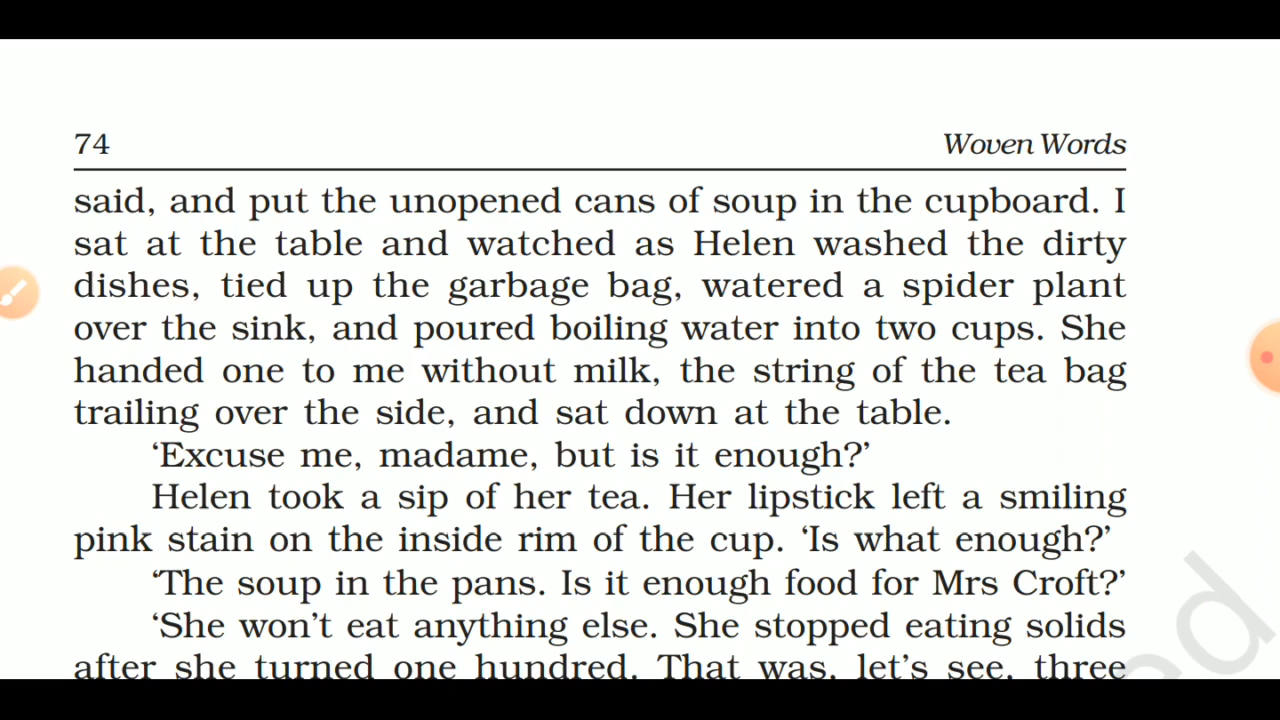 74 Woven Words
said, and put the unopened cans of soup in the cupboard. I
sat at the table and watched as Helen washed the dirty
dishes, tied up the garbage bag, watered a spider plant
over the sink, and poured boiling water into two cups. She
handed one to me without milk, the string of the tea bag
trailing over the side, and sat down at the table.
‘Excuse me, madame, but is it enough?’
Helen took a sip of her tea. Her lipstick left a smiling
pink stain on the inside rim of the cup. ‘Is what enough?’
‘The soup in the pans. Is it enough food for Mrs Croft?’
‘She won’t eat anything else. She stopped eating solids
after she turned one hundred. That was, let’s see, three